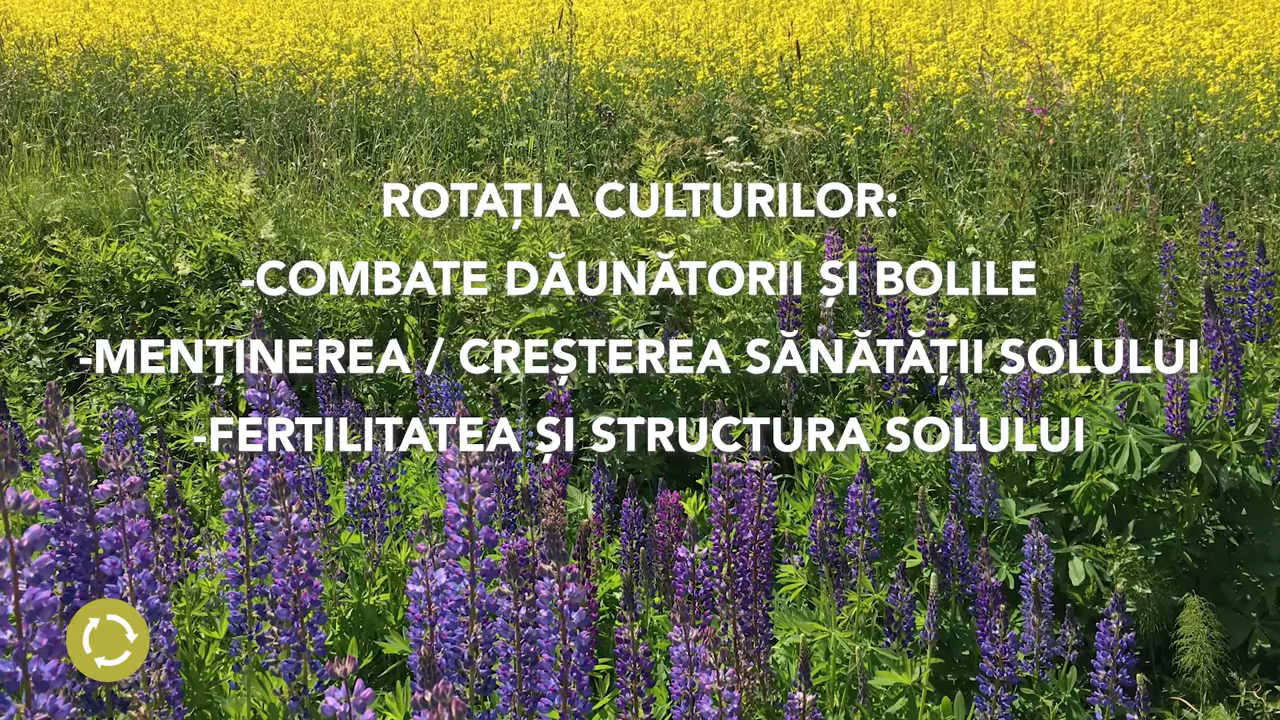 ROTAȚIA CULTURILOR:
-COMBATE DĂUNĂTORII ȘI BOLILE
-MENȚINEREA / CREȘTEREA SĂNĂTĂȚII SOLULUI
-FERTILITATEA ȘI STRUCTURA SOLULUI